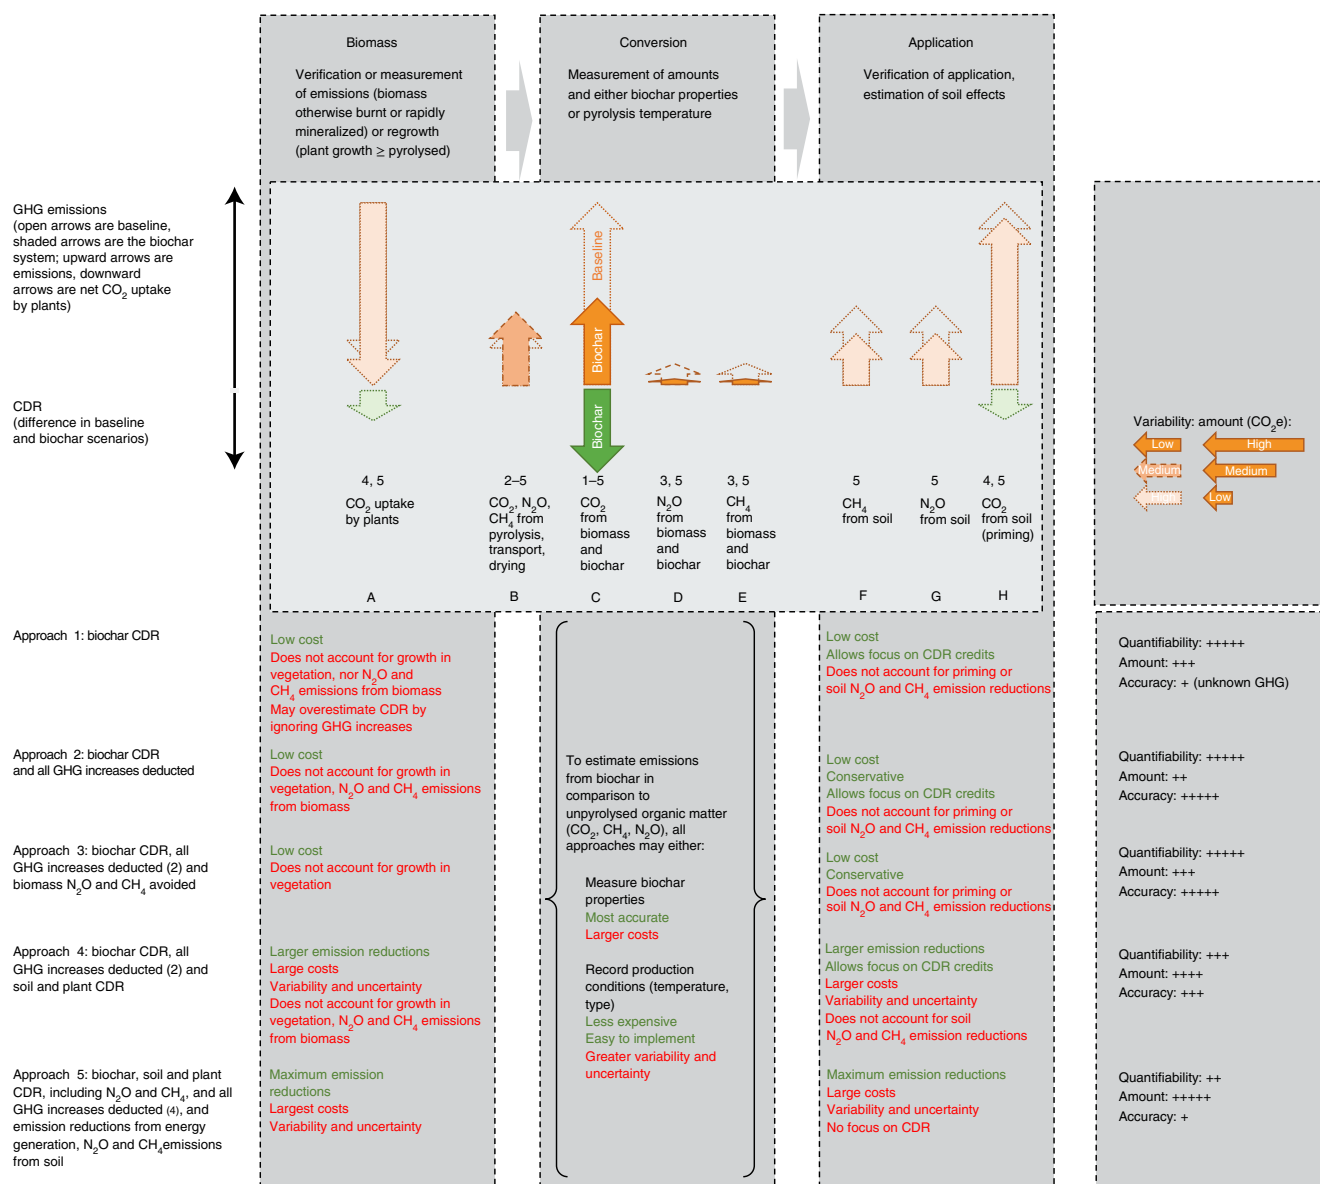 Biomass
Verification or measurement
of emissions (biomass
otherwise burnt or rapidly
mineralized) or regrowth
(plant growth ≥ pyrolysed)
Conversion
Measurement of amounts
and either biochar properties
or pyrolysis temperature
Application
Verification of application,
estimation of soil effects
GHG emissions
(open arrows are baseline,
shaded arrows are the biochar
system; upward arrows are
emissions, downward
arrows are net CO2 uptake
by plants)
CDR
(difference in baseline
and biochar scenarios)
Baseline
Biochar
Biochar
4, 5
CO2 uptake
by plants
A
2–5
CO2, N2O,
CH4 from
pyrolysis,
transport,
drying
B
1–5
CO2
from
biomass
and
biochar
C
3, 5
N2O
from
biomass
and
biochar
D
3, 5
CH4
from
biomass
and
biochar
E
5
CH4
from soil
F
5
N2O
from soil
G
4, 5
CO2
from soil
(priming)
H
Variability: amount (CO2e):
Low
High
Medium
Medium
Low
Approach 1: biochar CDR
Low cost
Does not account for growth in
vegetation, nor N2O and
CH4 emissions from biomass
May overestimate CDR by
ignoring GHG increases
Low cost
Allows focus on CDR credits
Does not account for priming or
soil N2O and CH4 emission reductions
Quantifiability: +++++
Amount: +++
Accuracy: + (unknown GHG)
Approach 2: biochar CDR
and all GHG increases deducted
Low cost
Does not account for growth in
vegetation, N2O and CH4 emissions
from biomass
Low cost
Conservative
Allows focus on CDR credits
Does not account for priming or
soil N2O and CH4 emission reductions
Quantifiability: +++++
Amount: ++
Accuracy: +++++
Approach 3: biochar CDR, all
GHG increases deducted (2) and
biomass N2O and CH4 avoided
Low cost
Does not account for growth in
vegetation
Low cost
Conservative
Does not account for priming or
soil N2O and CH4 emission reductions
Quantifiability: +++++
Amount: +++
Accuracy: +++++
To estimate emissions
from biochar in
comparison to
unpyrolysed organic matter
(CO2, CH4, N2O), all
approaches may either:
Measure biochar
properties
Most accurate
Larger costs
Record production
conditions (temperature,
type)
Less expensive
Easy to implement
Greater variability and
uncertainty
Approach 4: biochar CDR, all
GHG increases deducted (2) and
soil and plant CDR
Larger emission reductions
Large costs
Variability and uncertainty
Does not account for growth in
vegetation, N2O and CH4 emissions
from biomass
Larger emission reductions
Allows focus on CDR credits
Larger costs
Variability and uncertainty
Does not account for soil
N2O and CH4 emission reductions
Quantifiability: +++
Amount: ++++
Accuracy: +++
Approach 5: biochar, soil and plant
CDR, including N2O and CH4, and all
GHG increases deducted (4), and
emission reductions from energy
generation, N2O and CH4emissions
from soil
Maximum emission
reductions
Largest costs
Variability and uncertainty
Maximum emission reductions
Large costs
Variability and uncertainty
No focus on CDR
Quantifiability: ++
Amount: +++++
Accuracy: +